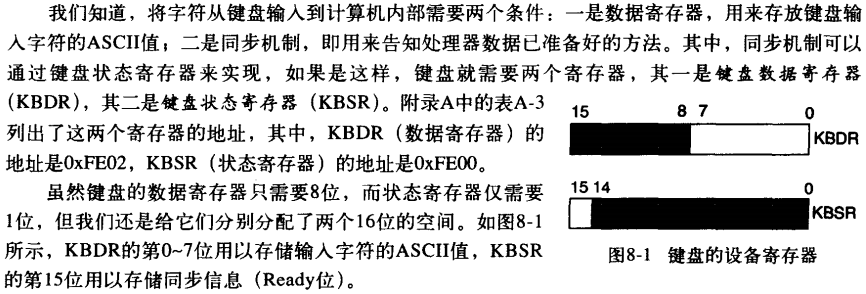 我们知道，将字符从键盘输入到计算机内部需要两个条件：一是数据寄存器，用来存放键盘输
入字符的ASCII值；二是同步机制，即用来告知处理器数据已准备好的方法。其中，同步机制可以
通过键盘状态寄存器来实现，如果是这样，键盘就需要两个寄存器，其一是键盘数据寄存器
（KBDR），其二是键盘状态寄存器（KBSR）。附录A中的表A-3
列出了这两个寄存器的地址，其中，KBDR（数据寄存器）的
地址是0xFE02，KBSR（状态寄存器）的地址是0xFE00。
虽然键盘的数据寄存器只需要8位，而状态寄存器仅需要
1位，但我们还是给它们分别分配了两个16位的空间。如图8-1
所示，KBDR的第0~7位用以存储输入字符的ASCII值，KBSR
的第15位用以存储同步信息（Ready位）。
15 8 7 0
KBDR
15 14 0
KBSR
图8-1 键盘的设备寄存器